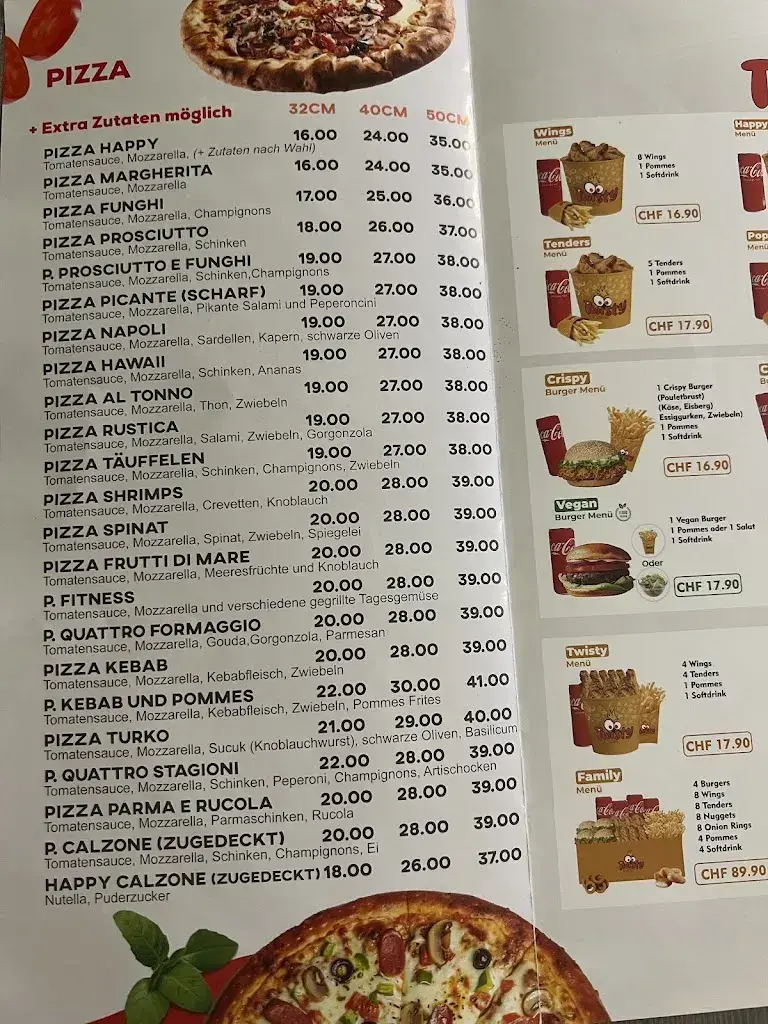 PIZZA
+ Extra Zutaten möglich 32CM 40CM 50CM
PIZZA HAPPY 16.00 24.00 35.00
Tomatensauce, Mozzarella, (+ Zutaten nach Wahl)
PIZZA MARGHERITA 16.00 24.00 35.00
Tomatensauce, Mozzarella
PIZZA FUNGHI 17.00 25.00 36.00
Tomatensauce, Mozzarella, Champignons
PIZZA PROSCIUTTO 18.00 26.00 37.00
Tomatensauce, Mozzarella, Schinken
P. PROSCIUTTO E FUNGHI 19.00 27.00 38.00
Tomatensauce, Mozzarella, Schinken,Champignons
PIZZA PICANTE (SCHARF) 19.00 27.00 38.00
Tomatensauce, Mozzarella, Pikante Salami und Peperoncini
PIZZA NAPOLI 19.00 27.00 38.00
Tomatensauce, Mozzarella, Sardellen, Kapern, schwarze Oliven
PIZZA HAWAII 19.00 27.00 38.00
Tomatensauce, Mozzarella, Schinken, Ananas
PIZZA AL TONNO 19.00 27.00 38.00
Tomatensauce, Mozzarella, Thon, Zwiebeln
PIZZA RUSTICA 19.00 27.00 38.00
Tomatensauce, Mozzarella, Salami, Zwiebeln, Gorgonzola
PIZZA TÄUFFELEN 19.00 27.00 38.00
Tomatensauce, Mozzarella, Schinken, Champignons, Zwiebeln
PIZZA SHRIMPS 20.00 28.00 39.00
Tomatensauce, Mozzarella, Crevetten, Knoblauch
PIZZA SPINAT 20.00 28.00 39.00
Tomatensauce, Mozzarella, Spinat, Zwiebeln, Spiegelei
PIZZA FRUTTI DI MARE 20.00 28.00 39.00
Tomatensauce, Mozzarella, Meeresfrüchte und Knoblauch
P. FITNESS 20.00 28.00 39.00
Tomatensauce, Mozzarella und verschiedene gegrillte Tagesgemüse
P. QUATTRO FORMAGGIO 20.00 28.00 39.00
Tomatensauce, Mozzarella, Gouda,Gorgonzola, Parmesan
PIZZA KEBAB 20.00 28.00 39.00
Tomatensauce, Mozzarella, Kebabfleisch, Zwiebeln
P. KEBAB UND POMMES 22.00 30.00 41.00
Tomatensauce, Mozzarella, Kebabfleisch, Zwiebeln, Pommes Frites
PIZZA TURKO 21.00 29.00 40.00
Tomatensauce, Mozzarella, Sucuk (Knoblauchwurst), schwarze Oliven, Basilicum
P. QUATTRO STAGIONI 22.00 28.00 39.00
Tomatensauce, Mozzarella, Schinken, Peperoni, Champignons, Artischocken
PIZZA PARMA E RUCOLA 20.00 28.00 39.00
Tomatensauce, Mozzarella, Parmaschinken, Rucola
P. CALZONE (ZUGEDECKT) 20.00 28.00 39.00
Tomatensauce, Mozzarella, Schinken, Champignons, Ei
HAPPY CALZONE (ZUGEDECKT) 18.00 26.00 37.00
Nutella, Puderzucker
T
Wings
Menü
8 Wings
1 Pommes
1 Softdrink
Twisty
CHF 16.90
Tenders
Menü
5 Tenders
1 Pommes
1 Softdrink
Twisty
CHF 17.90
Happy
Menü
Pop
Menü
Crispy
Burger Menü
1 Crispy Burger
(Pouletbrust)
(Käse, Eisberg)
Essiggurken, Zwiebeln)
1 Pommes
1 Softdrink
CHF 16.90
Vegan
Burger Menü
1 Vegan Burger
1 Pommes oder 1 Salat
1 Softdrink
Oder
CHF 17.90
Twisty
Menü
4 Wings
4 Tenders
1 Pommes
1 Softdrink
Twisty
CHF 17.90
Family
Menü
4 Burgers
8 Wings
8 Tenders
8 Nuggets
8 Onion Rings
4 Pommes
4 Softdrink
Twisty
CHF 89.90